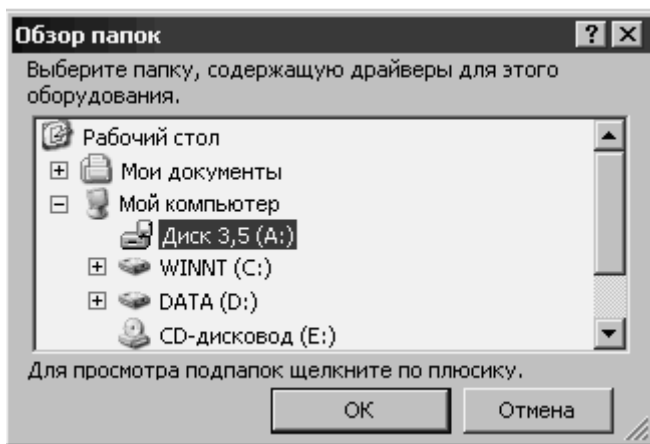 Обзор папок
Выберите папку, содержащую драйверы для этого
оборудования.
Рабочий стол
Мои документы
Мой компьютер
Диск 3,5 (A:)
WINNT (C:)
DATA (D:)
CD-дисковод (E:)
Для просмотра подпапок щелкните по плюсику.
ОК
Отмена